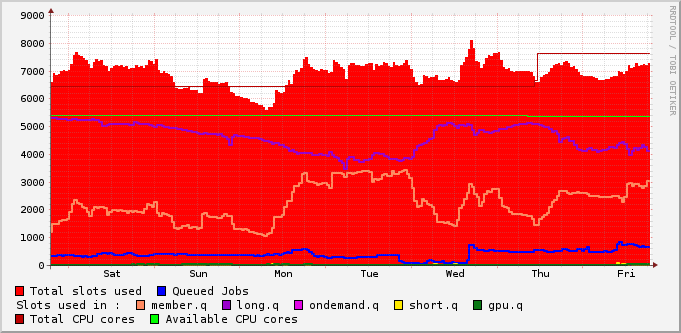 9000
8000
7000
6000
5000
4000
3000
2000
1000
0
Sat Sun Mon Tue Wed Thu Fri
RRDTOOL / TOBI OETIKER
Total slots used Queued Jobs
Slots used in : member.q long.q ondemand.q short.q gpu.q
Total CPU cores Available CPU cores